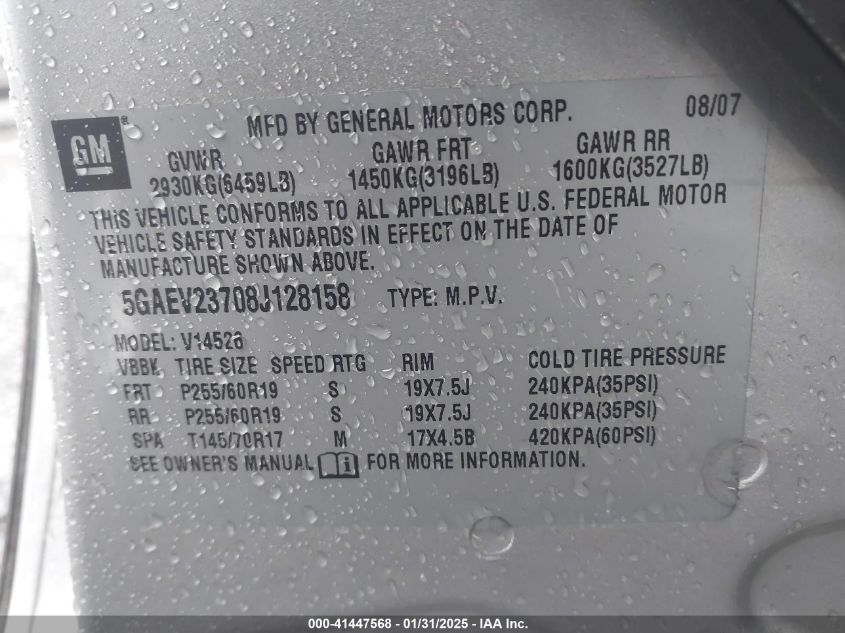 MFD BY GENERAL MOTORS CORP. 08/07
GM®
GVWR GAWR FRT GAWR RR
2930KG(6459LB) 1450KG(3196LB) 1600KG(3527LB)
THIS VEHICLE CONFORMS TO ALL APPLICABLE U.S. FEDERAL MOTOR
VEHICLE SAFETY STANDARDS IN EFFECT ON THE DATE OF
MANUFACTURE SHOWN ABOVE.
5GAEV23708J128158 TYPE: M.P.V.
MODEL: V14526
VBBK TIRE SIZE SPEED RTG RIM COLD TIRE PRESSURE
FRT P255/60R19 S 19X7.5J 240KPA(35PSI)
RR P255/60R19 S 19X7.5J 240KPA(35PSI)
SPA T145/70R17 M 17X4.5B 420KPA(60PSI)
SEE OWNER'S MANUAL i FOR MORE INFORMATION.
000-41447568 - 01/31/2025 - IAA Inc.